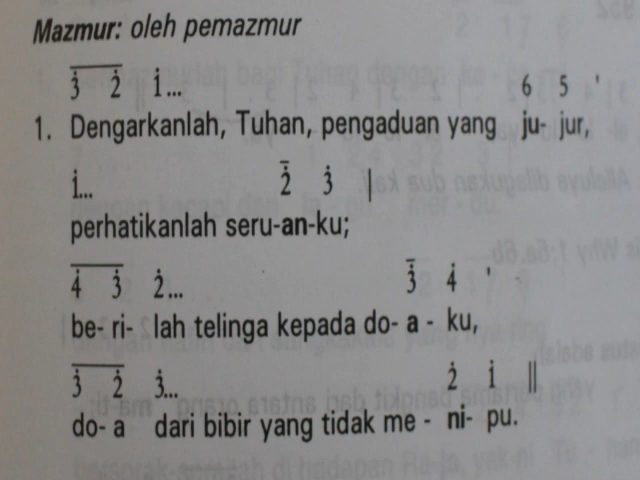 Mazmur: oleh pemazmur
3̇ 2̇ 1̇... 6 5 '
1. Dengarkanlah, Tuhan, pengaduan yang ju- jur,
1̇... 2̇ 3̇ |
perhatikanlah seru-an-ku;
4̇ 3̇ 2̇... 3̇ 4̇ '
be- ri- lah telinga kepada do- a - ku,
3̇ 2̇ 3̇... 2̇ 1̇ ||
do- a dari bibir yang tidak me - ni- pu.